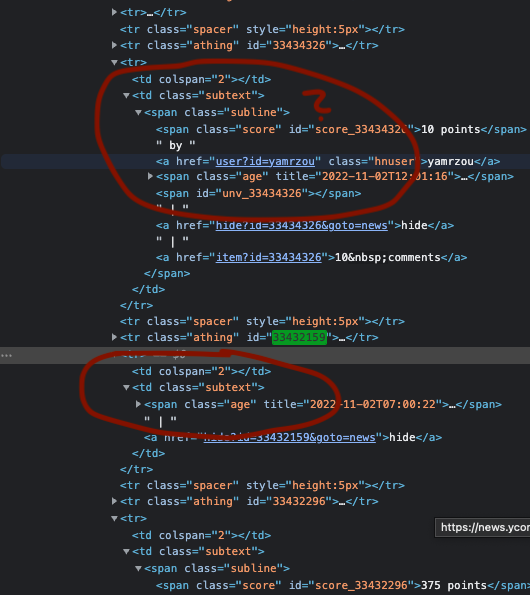 <tr>…</tr>
<tr class="spacer" style="height:5px"></tr>
<tr class="athing" id="33434326">…</tr>
<tr>
<td colspan="2"></td>
<td class="subtext">
<span class="subline">
?
<span class="score" id="score_33434326">10 points</span>
" by "
<a href="user?id=yamrzou" class="hnuser">yamrzou</a>
<span class="age" title="2022-11-02T12:01:16">…</span>
<span id="unv_33434326"></span>
" | "
<a href="hide?id=33434326&goto=news">hide</a>
" | "
<a href="item?id=33434326">10&nbsp;comments</a>
</span>
</td>
</tr>
<tr class="spacer" style="height:5px"></tr>
<tr class="athing" id="33432159">…</tr>
<td colspan="2"></td>
<td class="subtext">
<span class="age" title="2022-11-02T07:00:22">…</span>
" | "
<a href="hide?id=33432159&goto=news">hide</a>
</td>
</tr>
<tr class="spacer" style="height:5px"></tr>
<tr class="athing" id="33432296">…</tr>
<tr>
<td colspan="2"></td>
https://news.ycor
<td class="subtext">
<span class="subline">
<span class="score" id="score_33432296">375 points</span>